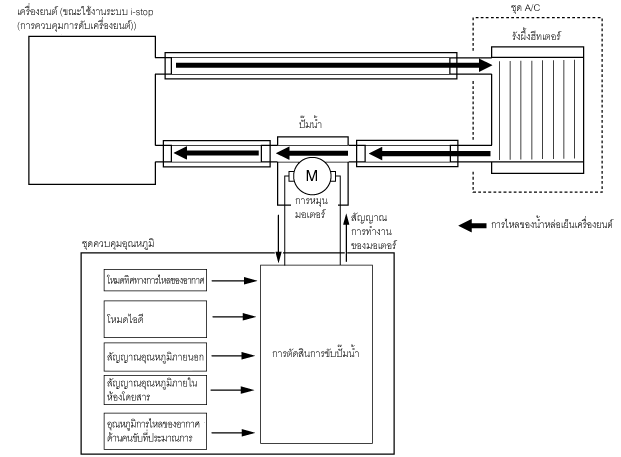 เครื่องยนต์ (ขณะใช้งานระบบ i-stop
(การควบคุมการดับเครื่องยนต์))
ชุด A/C
รังผึ้งฮีทเตอร์
ปั๊มน้ำ
M
การหมุน
มอเตอร์
สัญญาณ
การทำงาน
ของมอเตอร์
การไหลของน้ำหล่อเย็นเครื่องยนต์
ชุดควบคุมอุณหภูมิ
โหมดทิศทางการไหลของอากาศ
โหมดไอดี
สัญญาณอุณหภูมิภายนอก
สัญญาณอุณหภูมิภายใน
ห้องโดยสาร
อุณหภูมิการไหลของอากาศ
ด้านคนขับที่ประมาณการ
การตัดสินการขับปั๊มน้ำ